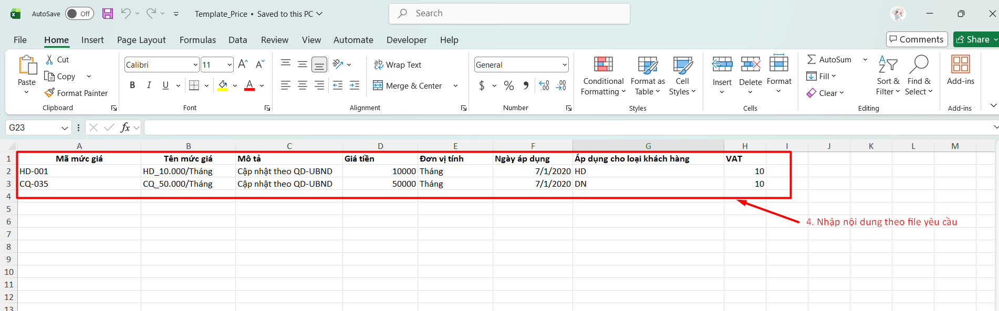 AutoSave Off Template_Price • Saved to this PC Search
File Home Insert Page Layout Formulas Data Review View Automate Developer Help Comments Share
Paste Cut Copy Format Painter Clipboard
Calibri 11 B I U A Font
ab Wrap Text Merge & Center Alignment
General $ % Number
Conditional Formatting Format as Table Cell Styles Styles
Insert Delete Format Cells
AutoSum Fill Clear Sort & Filter Find & Select Editing
Add-ins Add-ins
G23 fx
A B C D E F G H I J K L M
1 Mã mức giá Tên mức giá Mô tả Giá tiền Đơn vị tính Ngày áp dụng Áp dụng cho loại khách hàng VAT
2 HD-001 HD_10.000/Tháng Cập nhật theo QD-UBND 10000 Tháng 7/1/2020 HD 10
3 CQ-035 CQ_50.000/Tháng Cập nhật theo QD-UBND 50000 Tháng 7/1/2020 DN 10
4
5
6 4. Nhập nội dung theo file yêu cầu
7
8
9
10
11
12
13